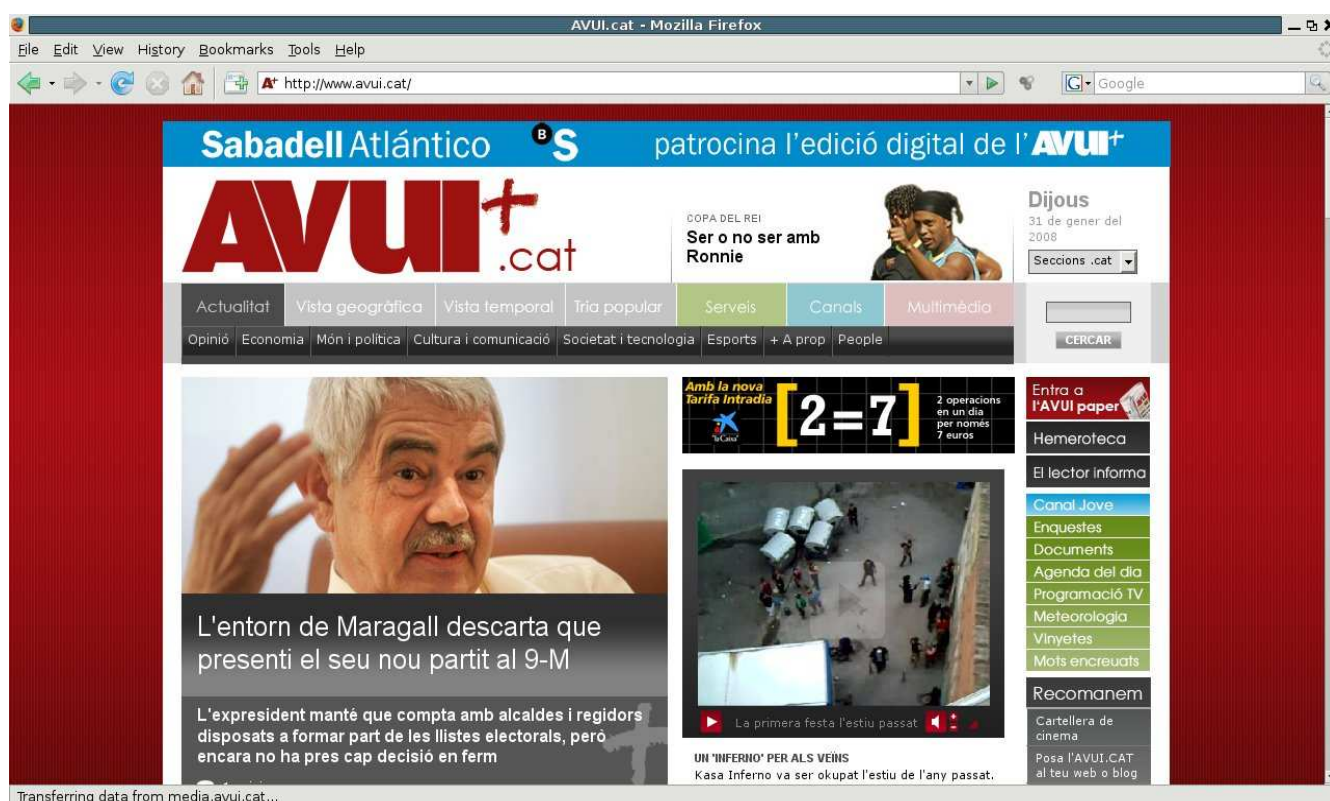 AVUI.cat - Mozilla Firefox
File Edit View History Bookmarks Tools Help
A+ http://www.avui.cat/
G Google
Sabadell Atlántico BS patrocina l'edició digital de l'AVUI+
AVUI+.cat
COPA DEL REI
Ser o no ser amb
Ronnie
Dijous
31 de gener del
2008
Seccions .cat
Actualitat Vista geogràfica Vista temporal Tria popular Serveis Canals Multimèdia
Opinió Economia Món i política Cultura i comunicació Societat i tecnologia Esports + A prop People
CERCAR
L'entorn de Maragall descarta que
presenti el seu nou partit al 9-M
L'expresident manté que compta amb alcaldes i regidors
disposats a formar part de les llistes electorals, però
encara no ha pres cap decisió en ferm
Amb la nova
Tarifa Intradia
"la Caixa"
[2=7]
2 operacions
en un dia
per només
7 euros
La primera festa l'estiu passat
UN 'INFERNO' PER ALS VEÏNS
Kasa Inferno va ser okupat l'estiu de l'any passat.
Entra a
l'AVUI paper
Hemeroteca
El lector informa
Canal Jove
Enquestes
Documents
Agenda del dia
Programació TV
Meteorologia
Vinyetes
Mots encreuats
Recomanem
Cartellera de
cinema
Posa l'AVUI.CAT
al teu web o blog
Transferring data from media.avui.cat...